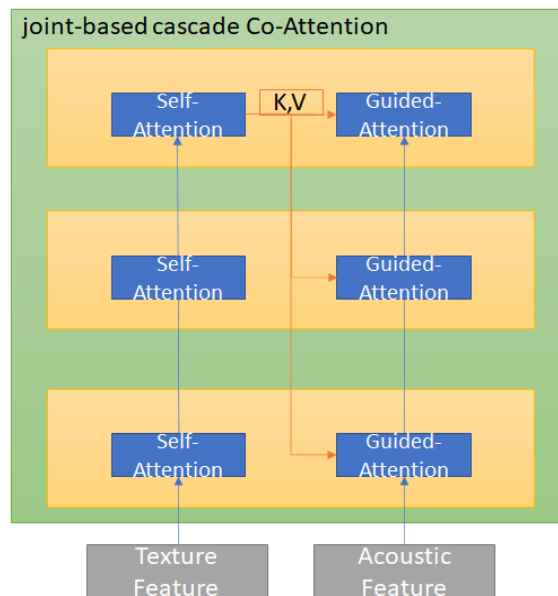 joint-based cascade Co-Attention
Self-
Attention
K,V
Guided-
Attention
Self-
Attention
Guided-
Attention
Self-
Attention
Guided-
Attention
Texture
Feature
Acoustic
Feature